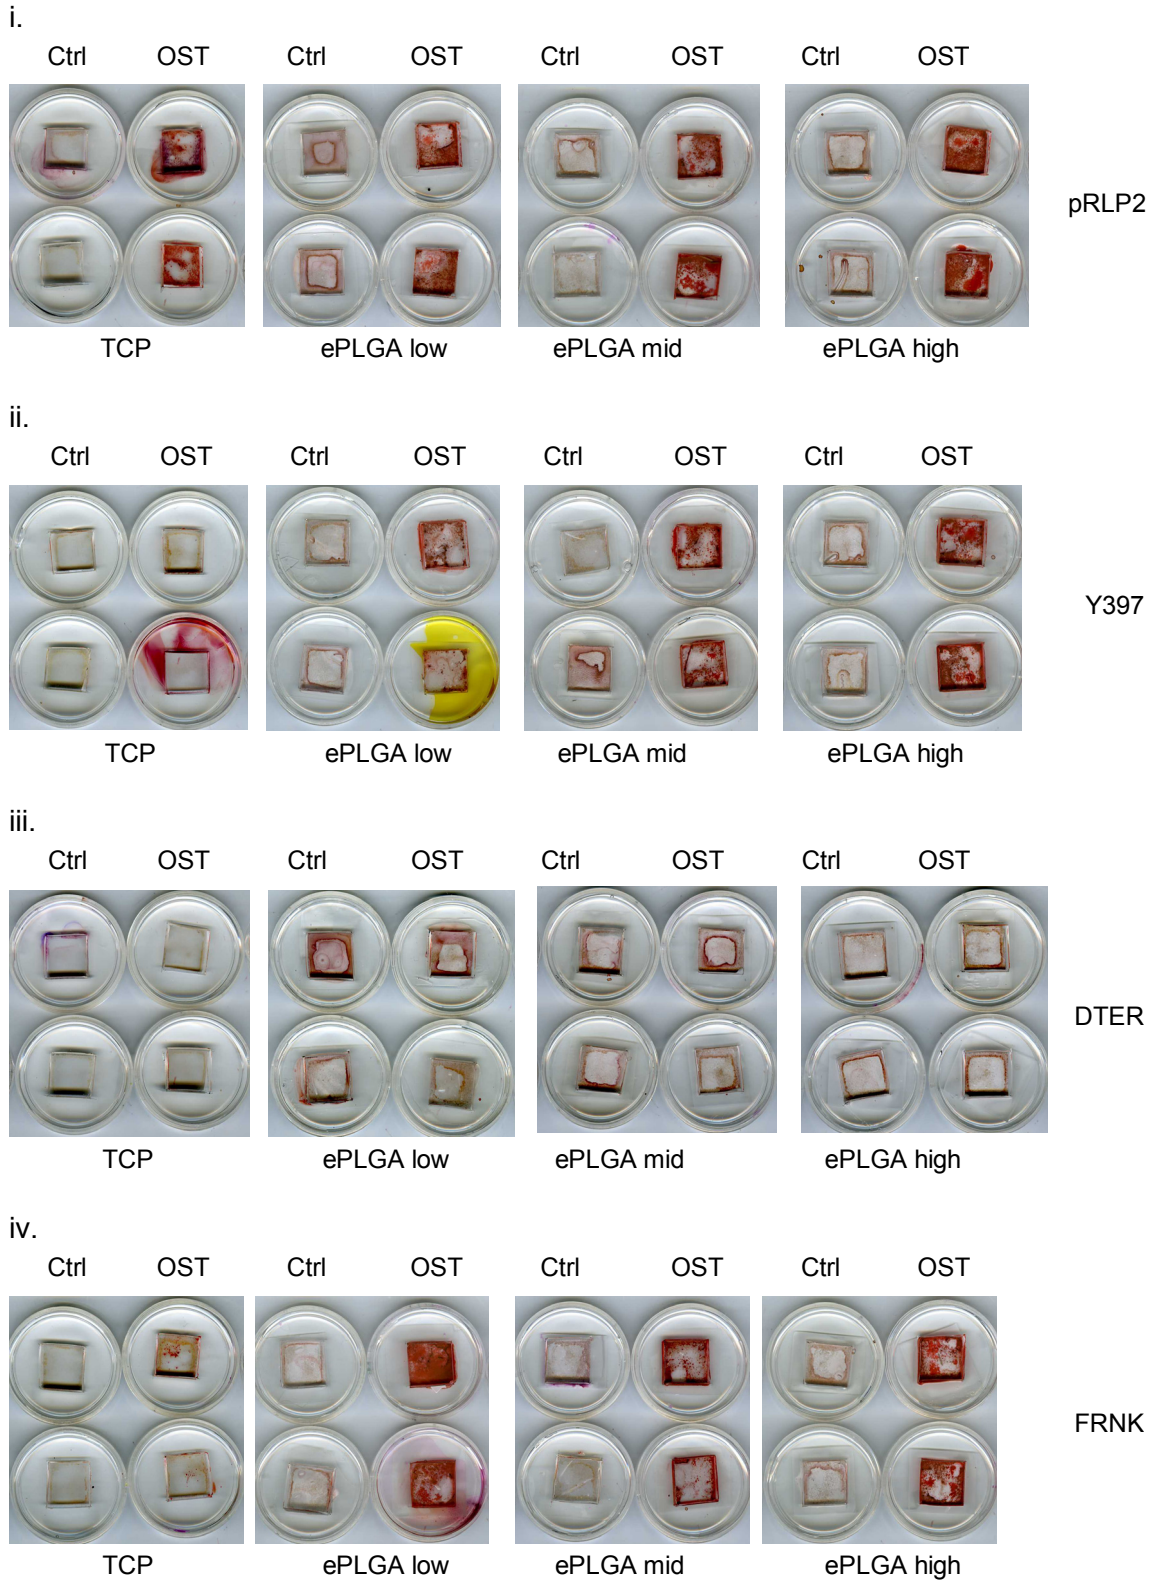 i.
Ctrl OST Ctrl OST Ctrl OST Ctrl OST
pRLP2
TCP ePLGA low ePLGA mid ePLGA high
ii.
Ctrl OST Ctrl OST Ctrl OST Ctrl OST
Y397
TCP ePLGA low ePLGA mid ePLGA high
iii.
Ctrl OST Ctrl OST Ctrl OST Ctrl OST
DTER
TCP ePLGA low ePLGA mid ePLGA high
iv.
Ctrl OST Ctrl OST Ctrl OST Ctrl OST
FRNK
TCP ePLGA low ePLGA mid ePLGA high